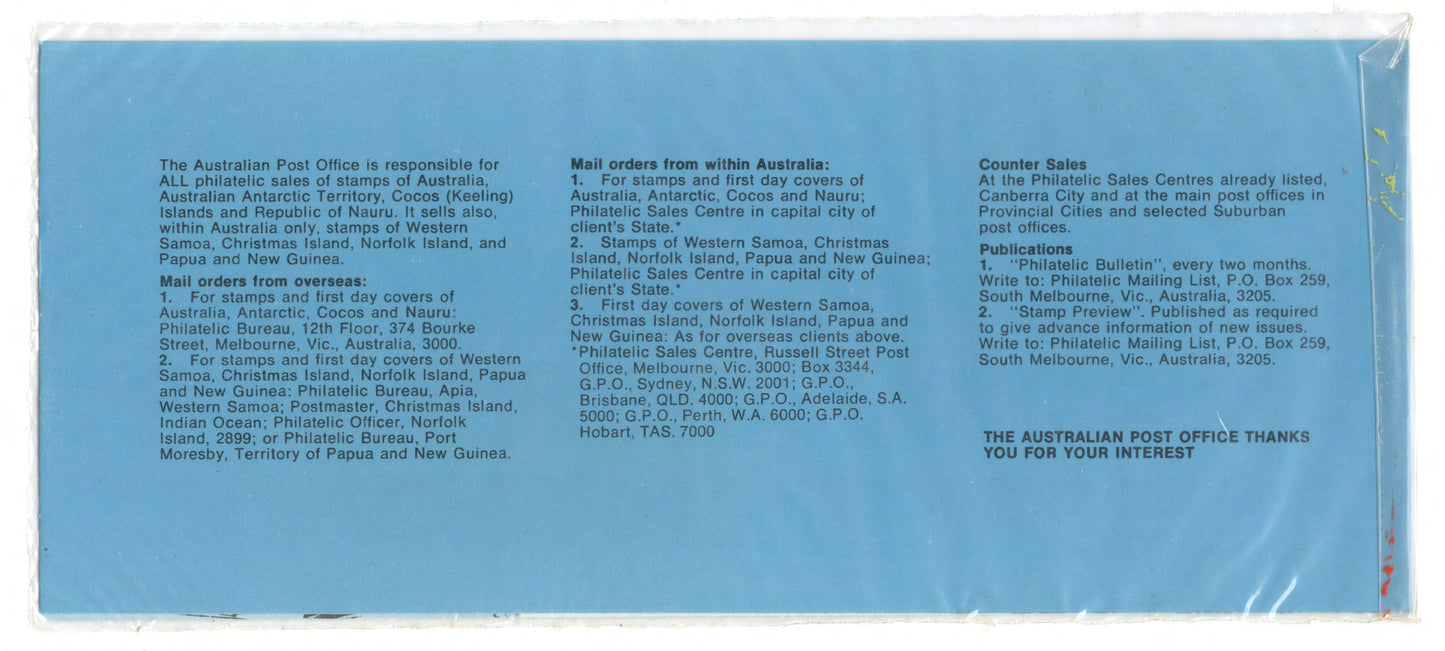 The Australian Post Office is responsible for
ALL philatelic sales of stamps of Australia,
Australian Antarctic Territory, Cocos (Keeling)
Islands and Republic of Nauru. It sells also,
within Australia only, stamps of Western
Samoa, Christmas Island, Norfolk Island, and
Papua and New Guinea.
Mail orders from overseas:
1. For stamps and first day covers of
Australia, Antarctic, Cocos and Nauru:
Philatelic Bureau, 12th Floor, 374 Bourke
Street, Melbourne, Vic., Australia, 3000.
2. For stamps and first day covers of Western
Samoa, Christmas Island, Norfolk Island, Papua
and New Guinea: Philatelic Bureau, Apia,
Western Samoa; Postmaster, Christmas Island,
Indian Ocean; Philatelic Officer, Norfolk
Island, 2899; or Philatelic Bureau, Port
Moresby, Territory of Papua and New Guinea.
Mail orders from within Australia:
1. For stamps and first day covers of
Australia, Antarctic, Cocos and Nauru;
Philatelic Sales Centre in capital city of
client's State.*
2. Stamps of Western Samoa, Christmas
Island, Norfolk Island, Papua and New Guinea;
Philatelic Sales Centre in capital city of
client's State.*
3. First day covers of Western Samoa,
Christmas Island, Norfolk Island, Papua and
New Guinea: As for overseas clients above.
*Philatelic Sales Centre, Russell Street Post
Office, Melbourne, Vic. 3000; Box 3344,
G.P.O., Sydney, N.S.W. 2001; G.P.O.,
Brisbane, QLD. 4000; G.P.O., Adelaide, S.A.
5000; G.P.O., Perth, W.A. 6000; G.P.O.
Hobart, TAS. 7000
Counter Sales
At the Philatelic Sales Centres already listed,
Canberra City and at the main post offices in
Provincial Cities and selected Suburban
post offices.
Publications
1. "Philatelic Bulletin", every two months.
Write to: Philatelic Mailing List, P.O. Box 259,
South Melbourne, Vic., Australia, 3205.
2. "Stamp Preview". Published as required
to give advance information of new issues.
Write to: Philatelic Mailing List, P.O. Box 259,
South Melbourne, Vic., Australia, 3205.
THE AUSTRALIAN POST OFFICE THANKS
YOU FOR YOUR INTEREST